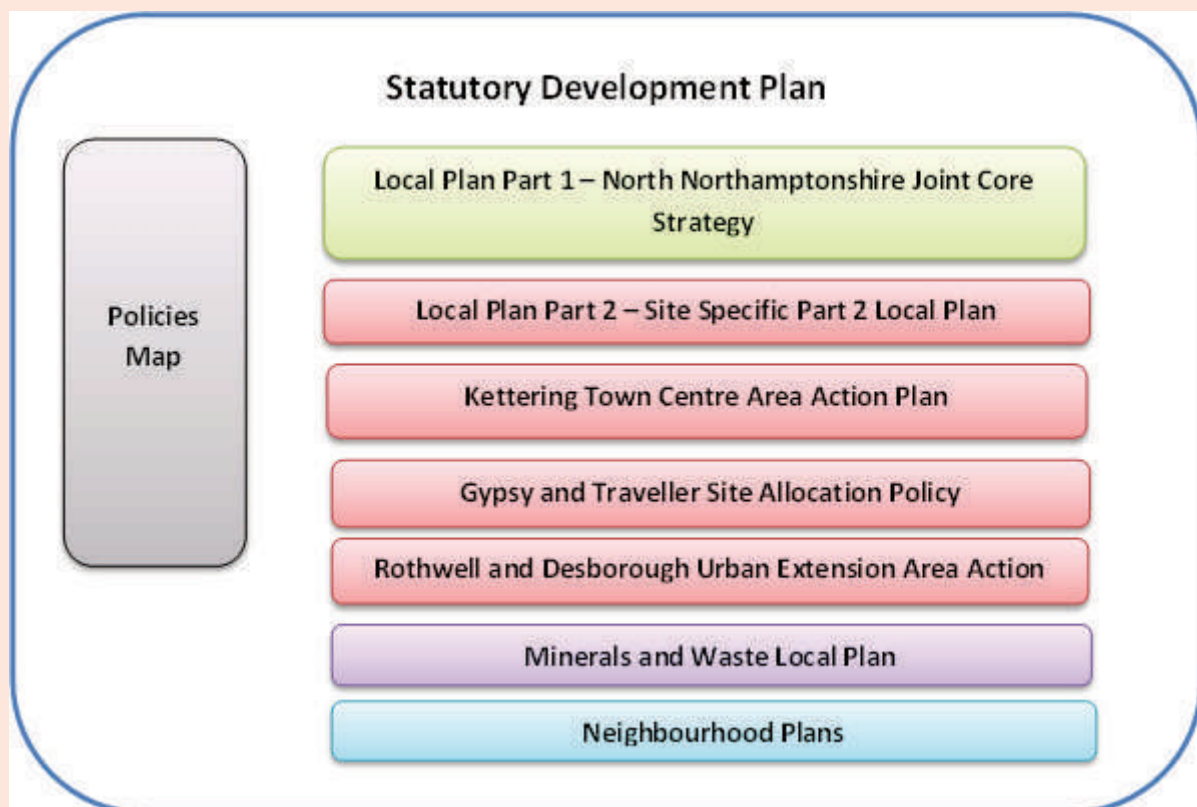 Statutory Development Plan
Policies
Map
Local Plan Part 1 – North Northamptonshire Joint Core
Strategy
Local Plan Part 2 – Site Specific Part 2 Local Plan
Kettering Town Centre Area Action Plan
Gypsy and Traveller Site Allocation Policy
Rothwell and Desborough Urban Extension Area Action
Minerals and Waste Local Plan
Neighbourhood Plans